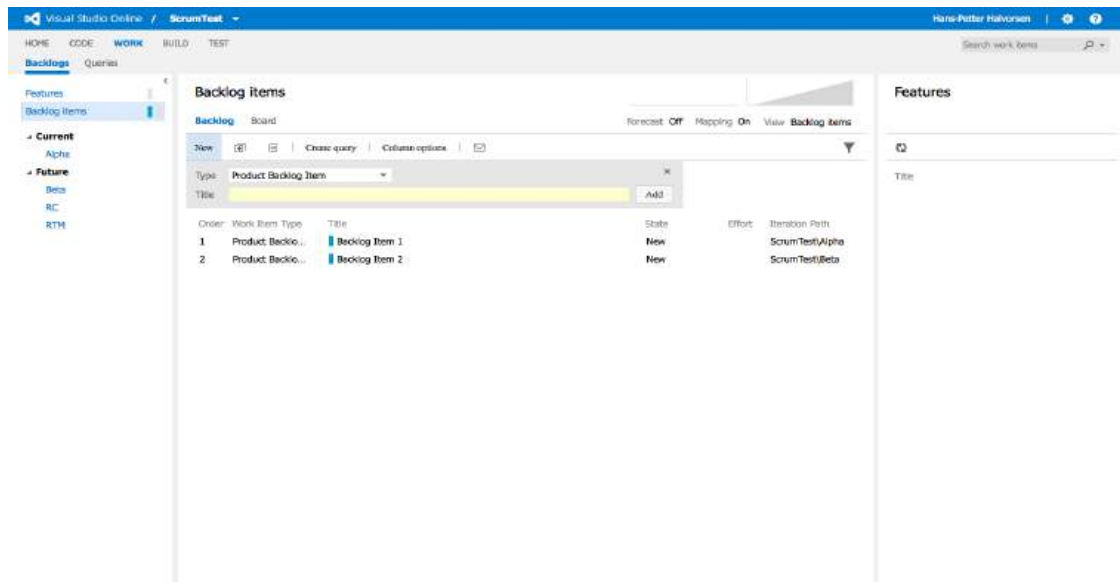 Visual Studio Online / ScrumTest
Hans-Petter Halvorsen
HOME CODE WORK BUILD TEST
Search work items
Backlogs Queries
Features
Backlog items
Current
Alpha
Future
Beta
RC
RTM
Backlog items
Backlog Board
Forecast Off Mapping On View Backlog items
New Create query Column options
Type Product Backlog Item
Title
Add
Order Work Item Type Title State Effort Iteration Path
1 Product Backlo... Backlog Item 1 New ScrumTest\Alpha
2 Product Backlo... Backlog Item 2 New ScrumTest\Beta
Features
Title